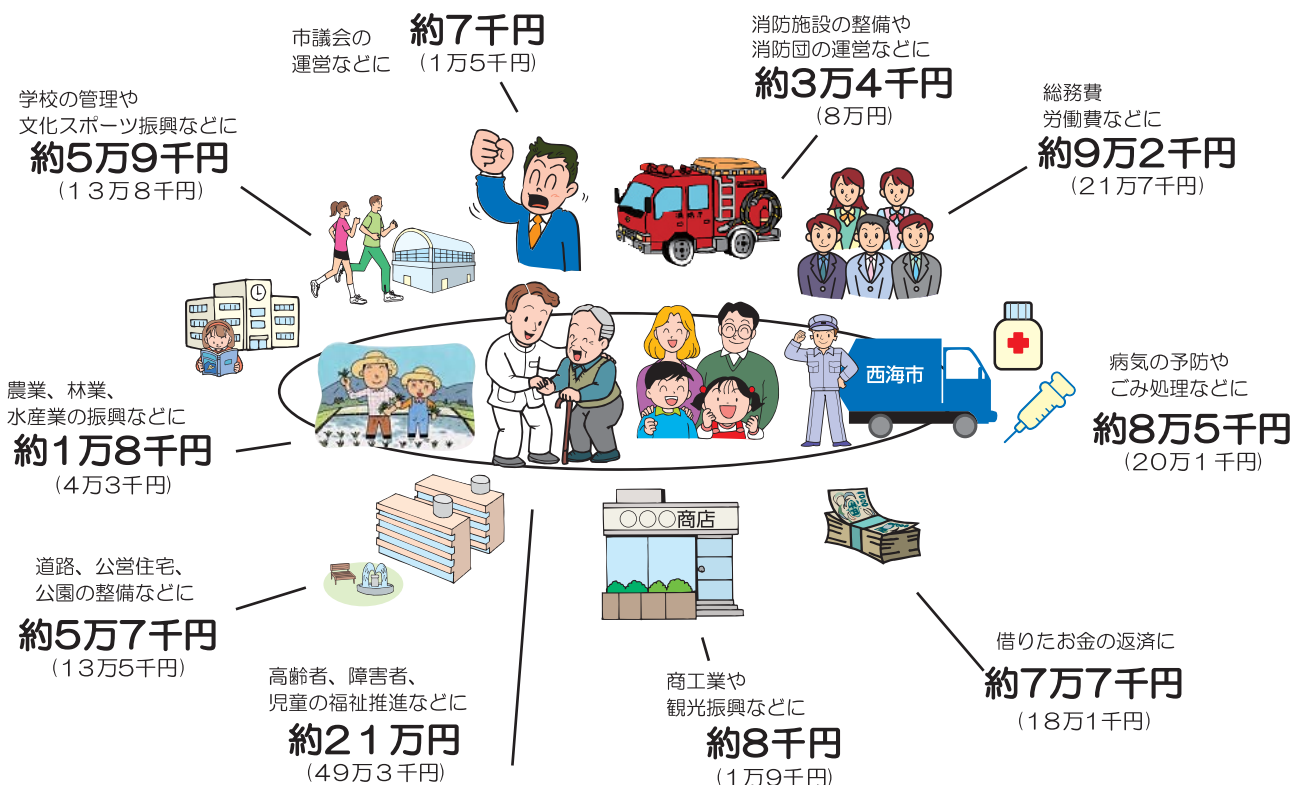 市議会の
運営などに
約7千円
(1万5千円)
消防施設の整備や
消防団の運営などに
約3万4千円
(8万円)
学校の管理や
文化スポーツ振興などに
約5万9千円
(13万8千円)
総務費
労働費などに
約9万2千円
(21万7千円)
農業、林業、
水産業の振興などに
約1万8千円
(4万3千円)
西海市
病気の予防や
ごみ処理などに
約8万5千円
(20万1千円)
○○○商店
道路、公営住宅、
公園の整備などに
約5万7千円
(13万5千円)
高齢者、障害者、
児童の福祉推進などに
約21万円
(49万3千円)
商工業や
観光振興などに
約8千円
(1万9千円)
借りたお金の返済に
約7万7千円
(18万1千円)